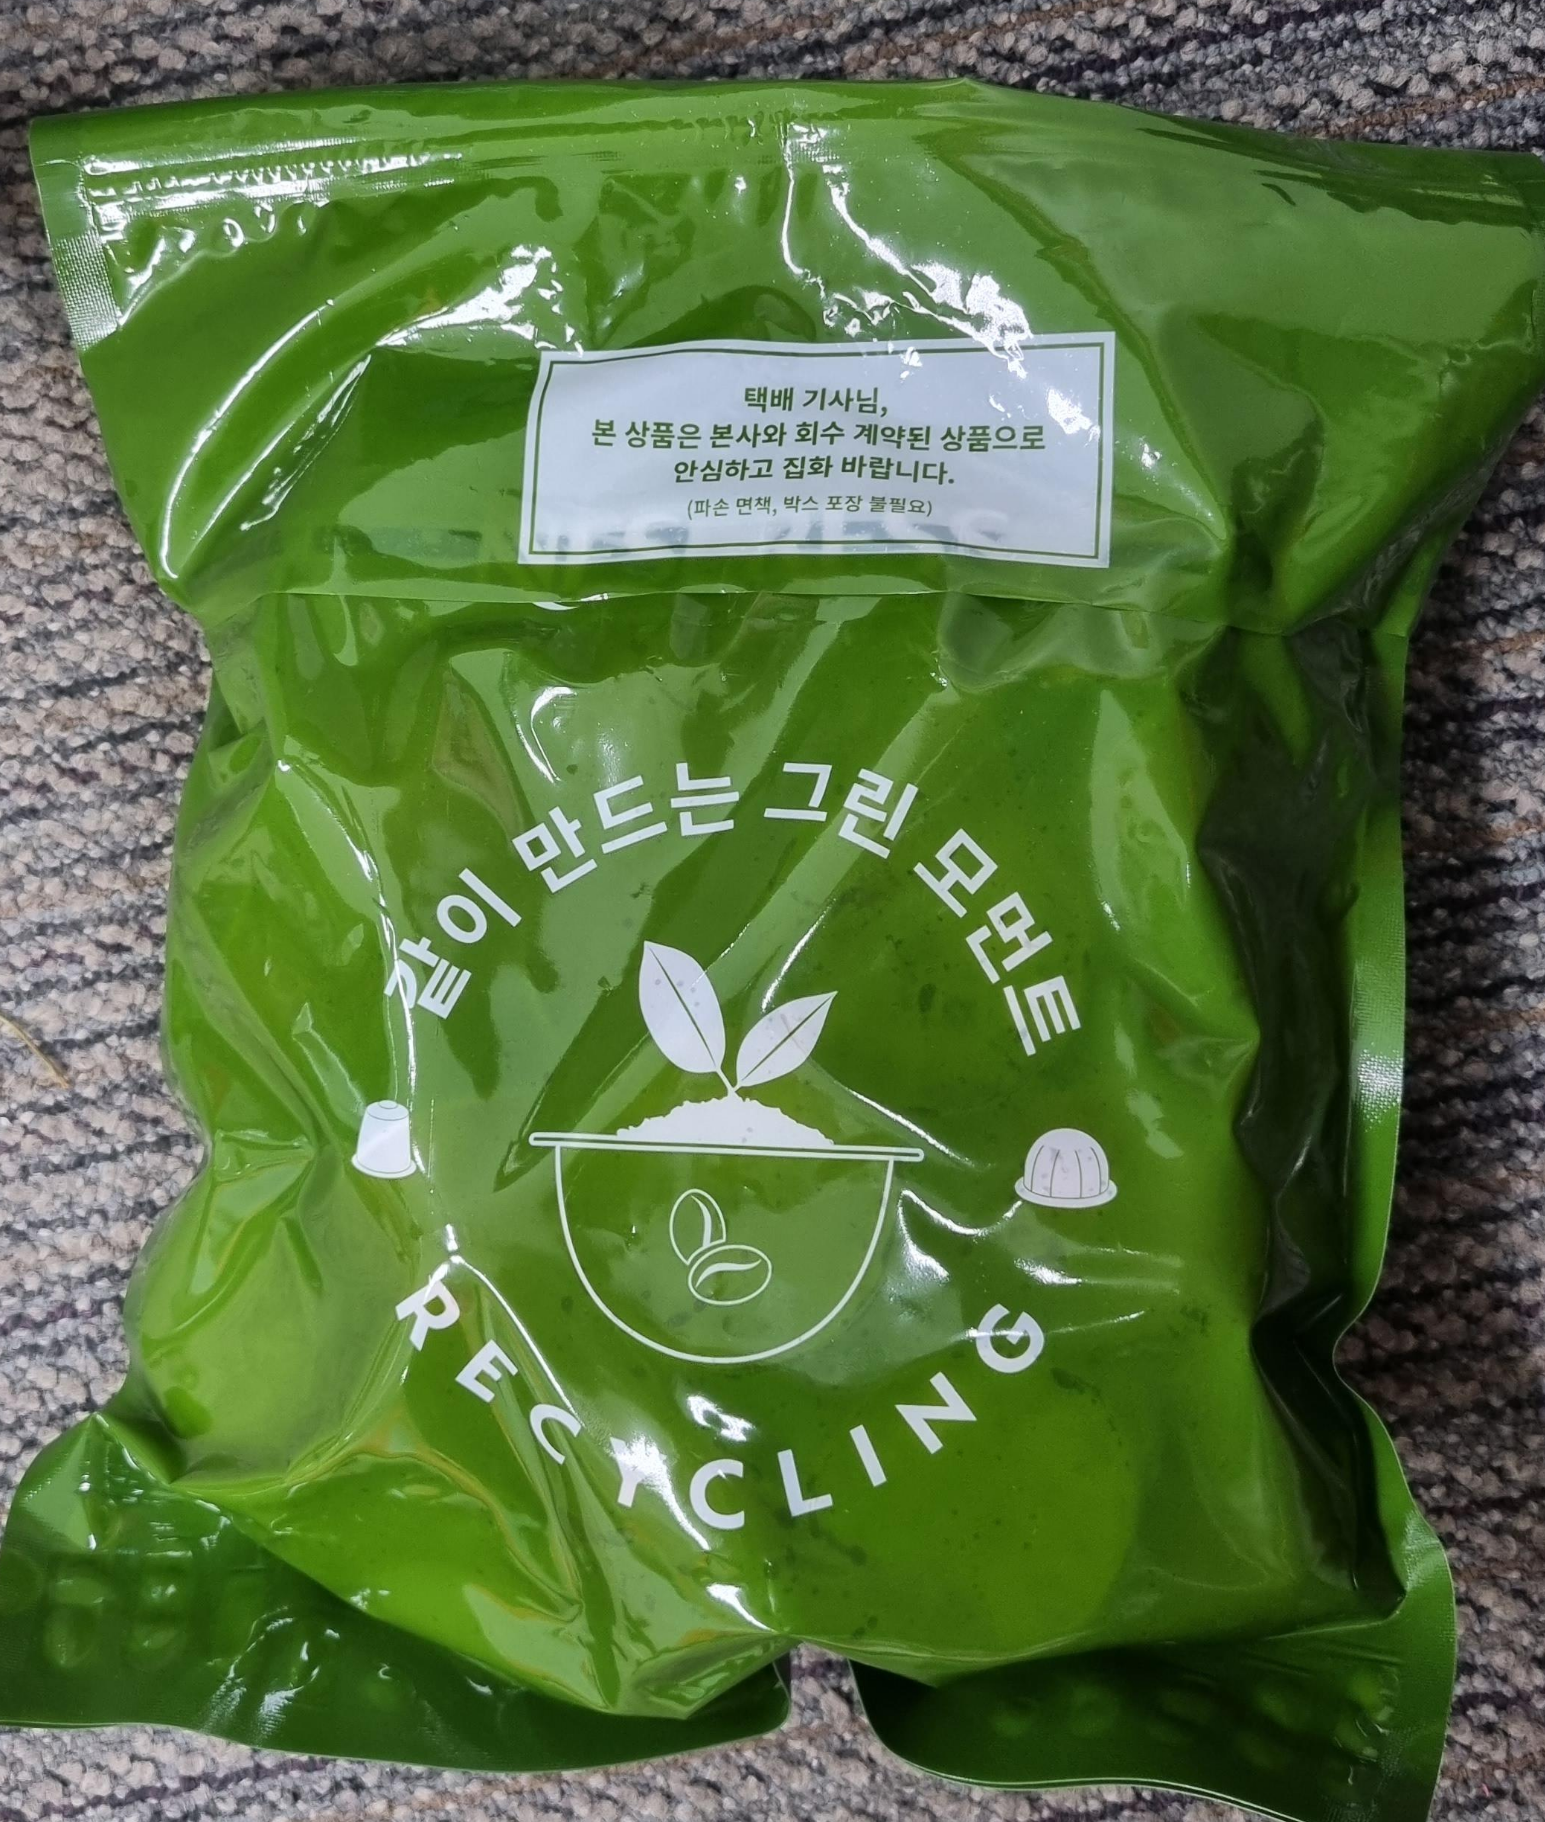 택배 기사님,
본 상품은 본사와 회수 계약된 상품으로
안심하고 집화 바랍니다.
(파손 면책, 박스 포장 불필요)
같이 만드는 그린 모먼트
RECYCLING